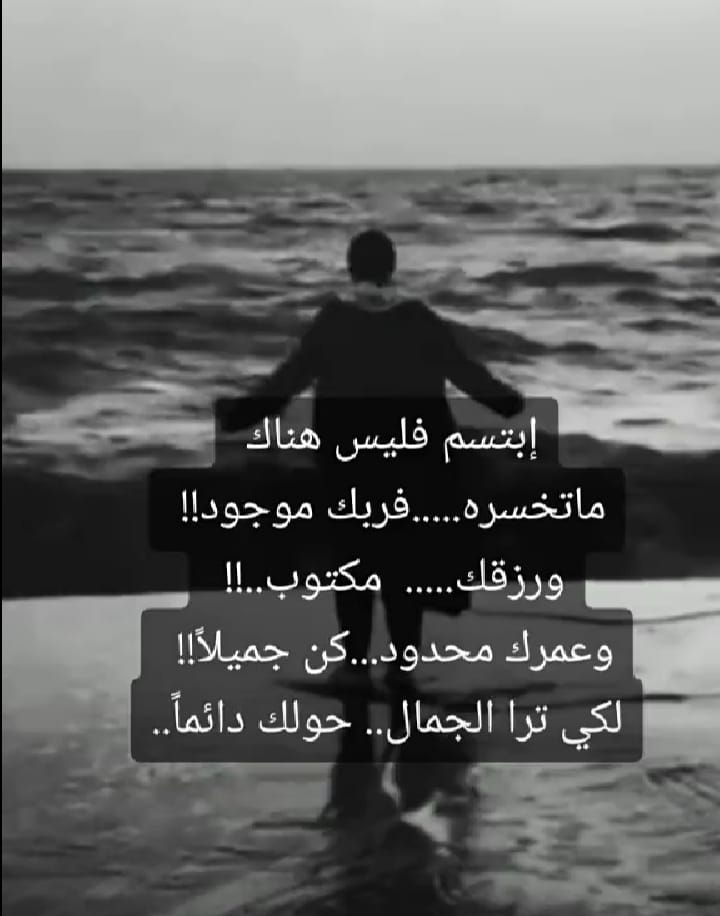 إبتسم فليس هناك
ماتخسره.....فربك موجود!!
ورزقك..... مكتوب..!!
وعمرك محدود...كن جميلاً!!
لكي ترا الجمال.. حولك دائماً..